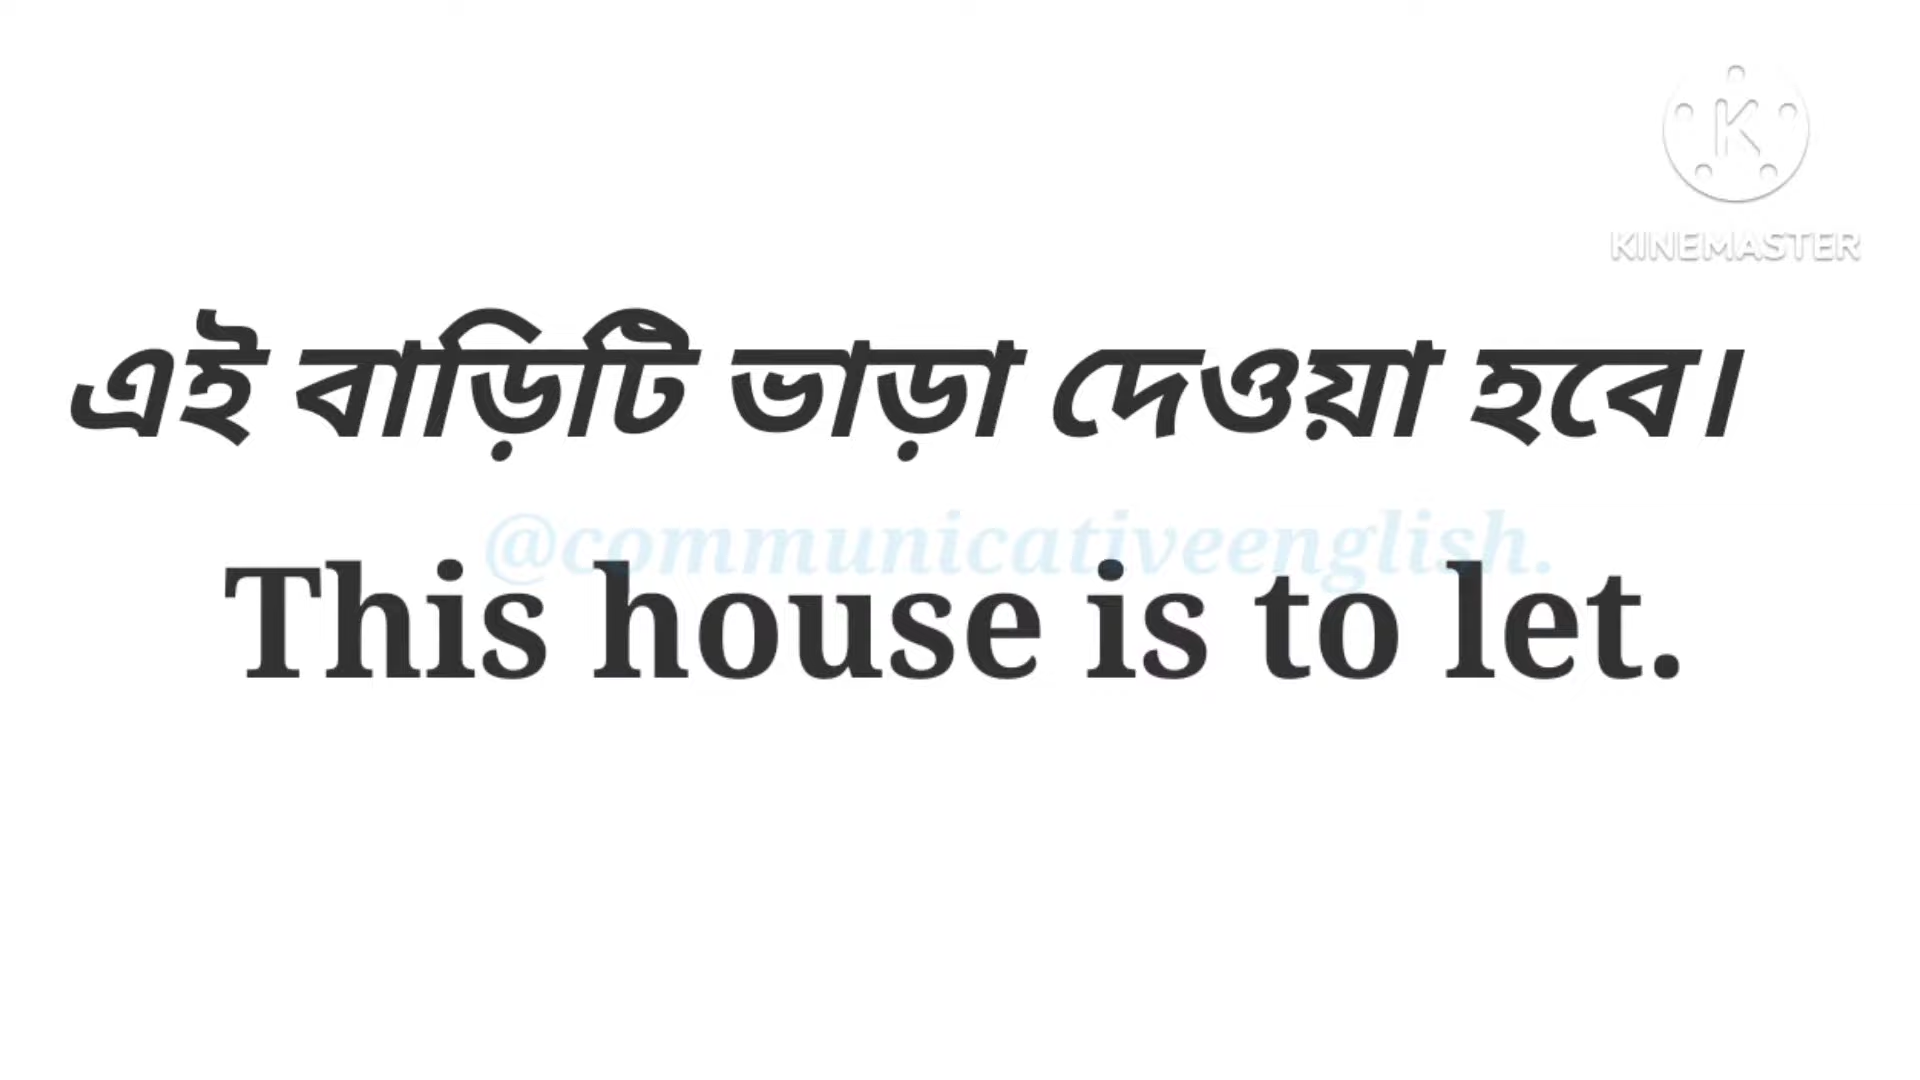 KINEMASTER
এই বাড়িটি ভাড়া দেওয়া হবে।
@communicativeenglish.
This house is to let.